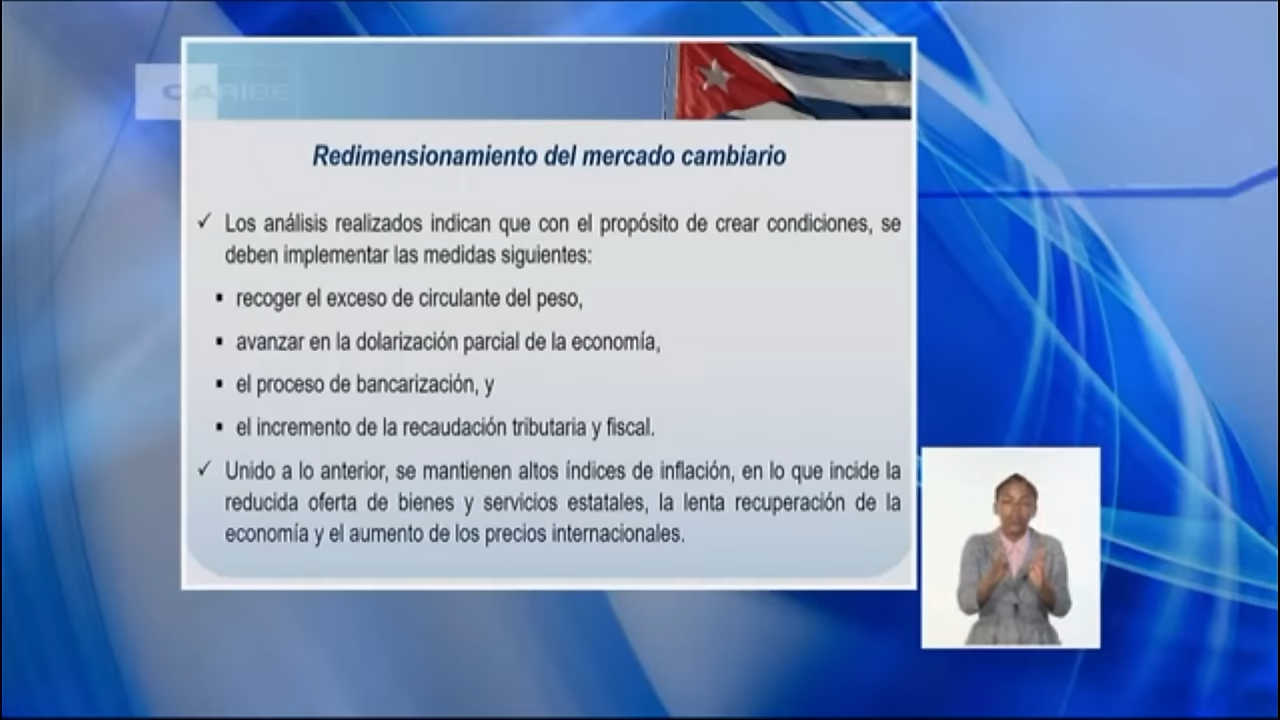 CARIBE
Redimensionamiento del mercado cambiario
✓ Los análisis realizados indican que con el propósito de crear condiciones, se
deben implementar las medidas siguientes:
▪ recoger el exceso de circulante del peso,
▪ avanzar en la dolarización parcial de la economía,
▪ el proceso de bancarización, y
▪ el incremento de la recaudación tributaria y fiscal.
✓ Unido a lo anterior, se mantienen altos índices de inflación, en lo que incide la
reducida oferta de bienes y servicios estatales, la lenta recuperación de la
economía y el aumento de los precios internacionales.